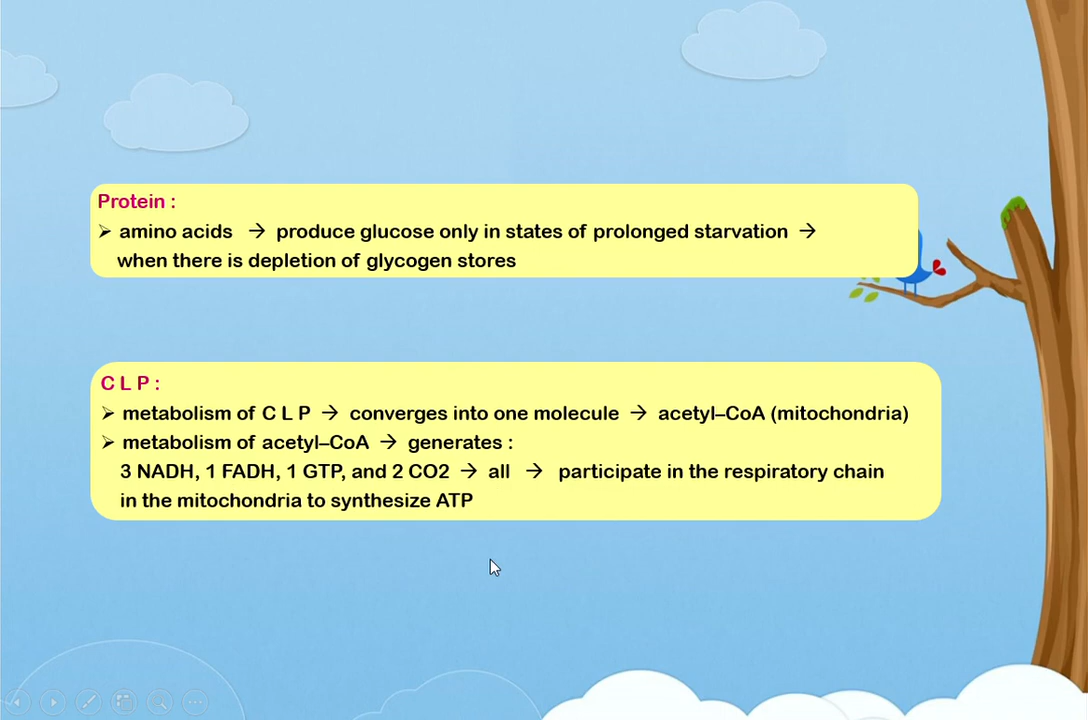 Protein :
➢ amino acids → produce glucose only in states of prolonged starvation →
when there is depletion of glycogen stores
C L P :
➢ metabolism of C L P → converges into one molecule → acetyl–CoA (mitochondria)
➢ metabolism of acetyl–CoA → generates :
3 NADH, 1 FADH, 1 GTP, and 2 CO2 → all → participate in the respiratory chain
in the mitochondria to synthesize ATP